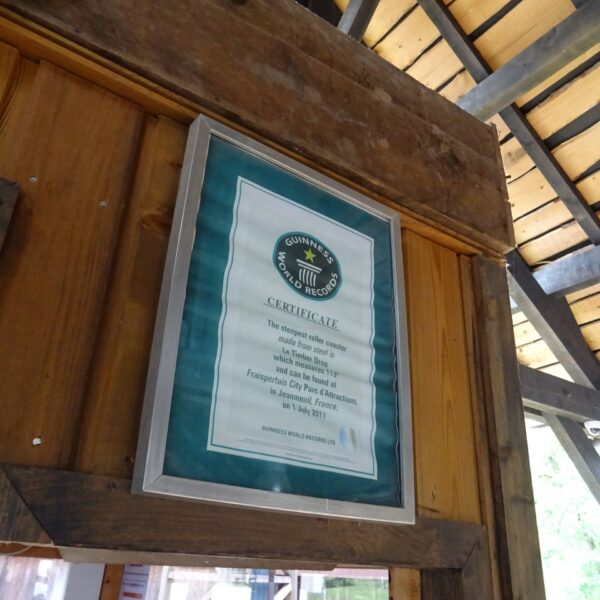 GUINNESS
WORLD RECORDS
CERTIFICATE
The steepest roller coaster
made from steel is
Le Timber Drop
which measures 113°
and can be found at
Fraispertuis City Parc d'Attractions,
in Jeanmenil, France,
on 1 July 2011
GUINNESS WORLD RECORDS LTD